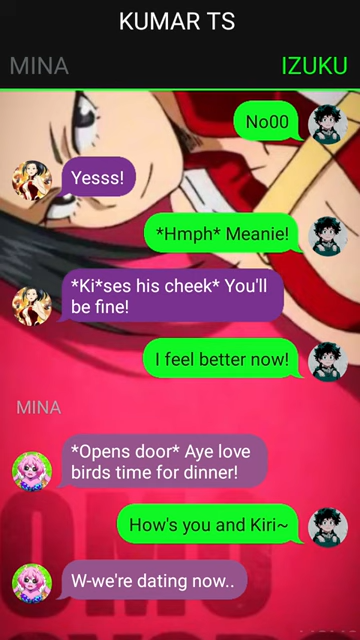 KUMAR TS
MINA
IZUKU
No00
Yesss!
*Hmph* Meanie!
*Ki*ses his cheek* You'll
be fine!
I feel better now!
MINA
*Opens door* Aye love
birds time for dinner!
How's you and Kiri~
W-we're dating now..